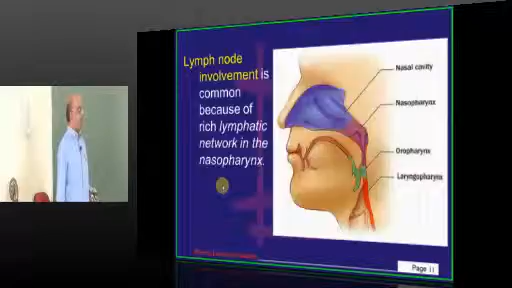 Lymph node
involvement is
common
because of
rich lymphatic
network in the
nasopharynx.
Nasal cavity
Nasopharynx
Oropharynx
Laryngopharynx
Page 11